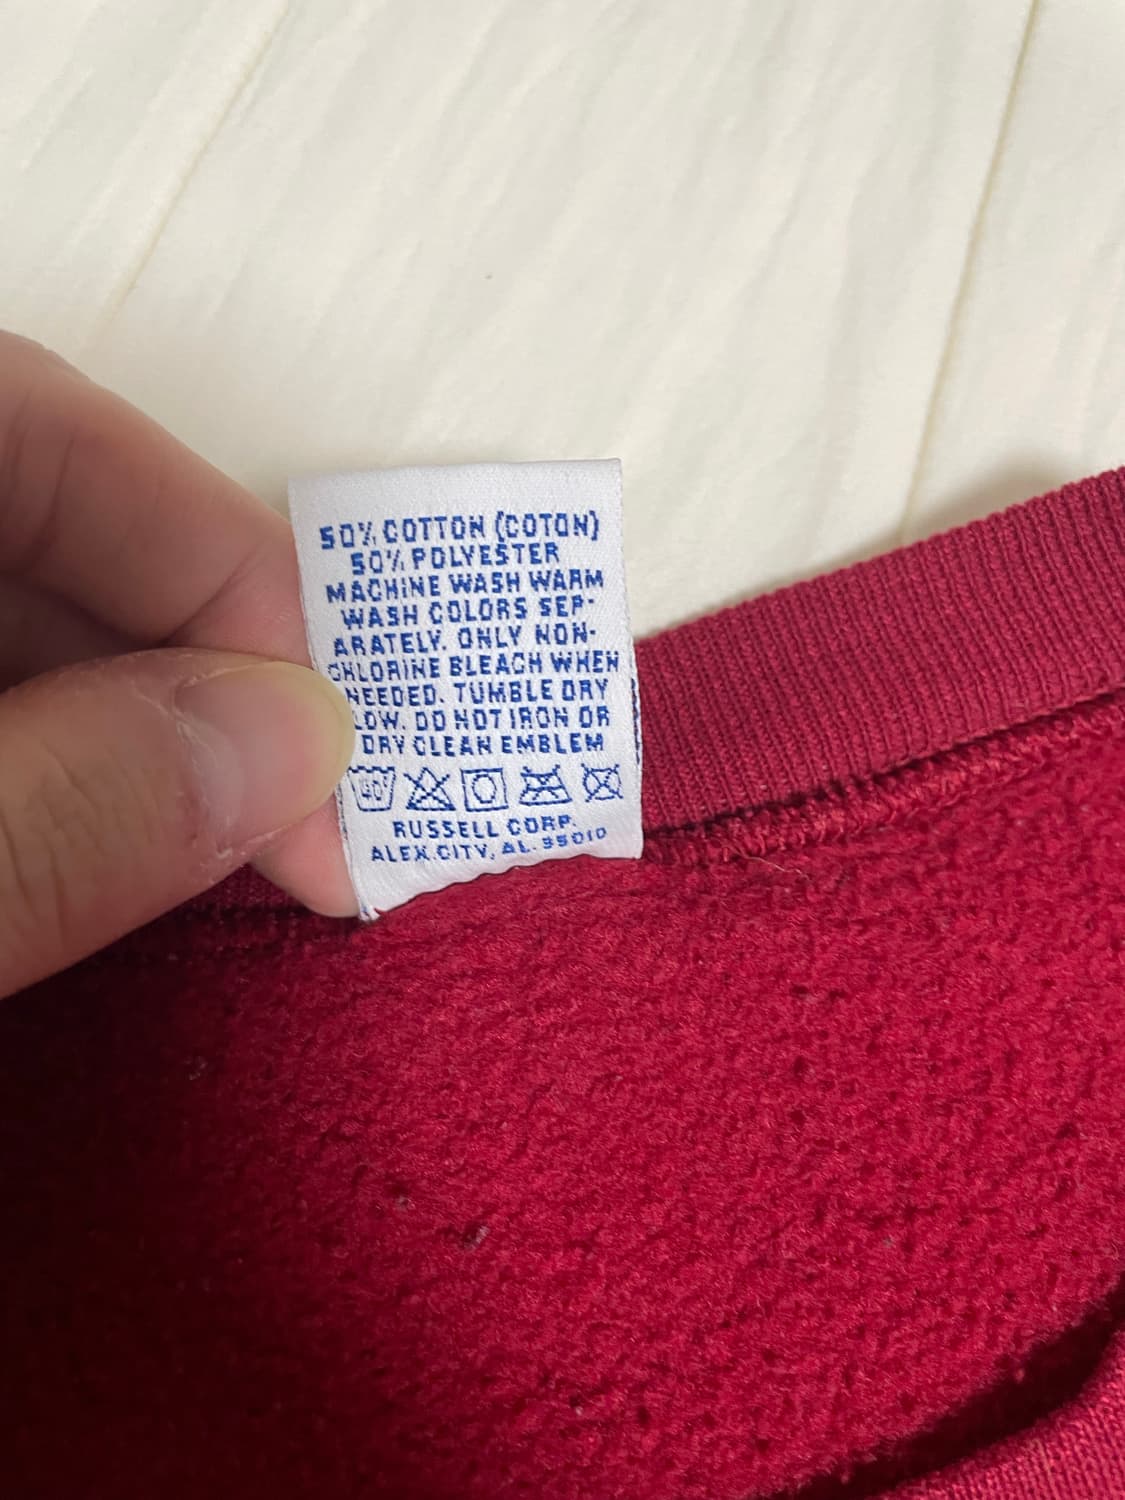 50% COTTON (COTON)
50% POLYESTER
MACHINE WASH WARM
WASH COLORS SEP-
ARATELY. ONLY NON-
CHLORINE BLEACH WHEN
NEEDED. TUMBLE DRY
LOW. DO NOT IRON OR
DRY CLEAN EMBLEM
40°
RUSSELL CORP.
ALEX.CITY, AL. 35010